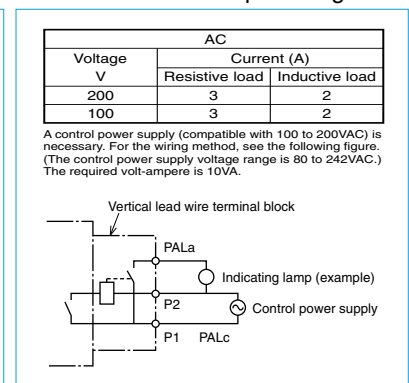 AC
Voltage Current (A)
V Resistive load Inductive load
200 3 2
100 3 2
A control power supply (compatible with 100 to 200VAC) is
necessary. For the wiring method, see the following figure.
(The control power supply voltage range is 80 to 242VAC.)
The required volt-ampere is 10VA.
Vertical lead wire terminal block
PALa
Indicating lamp (example)
P2
Control power supply
P1 PALc